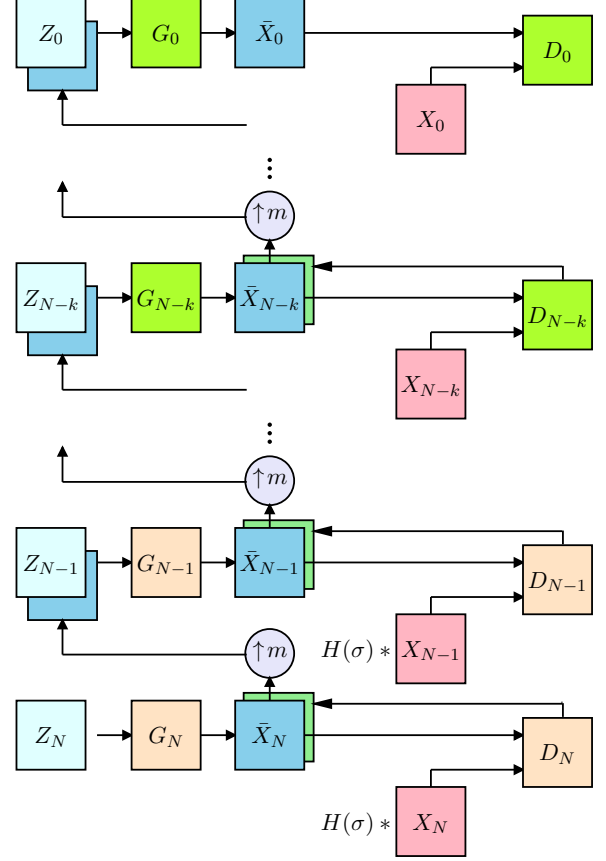 Z_0 G_0 X̄_0 D_0
X_0
⋮
↑m
Z_{N−k} G_{N−k} X̄_{N−k} D_{N−k}
X_{N−k}
⋮
↑m
Z_{N−1} G_{N−1} X̄_{N−1} D_{N−1}
↑m H(σ) ∗ X_{N−1}
Z_N G_N X̄_N D_N
H(σ) ∗ X_N